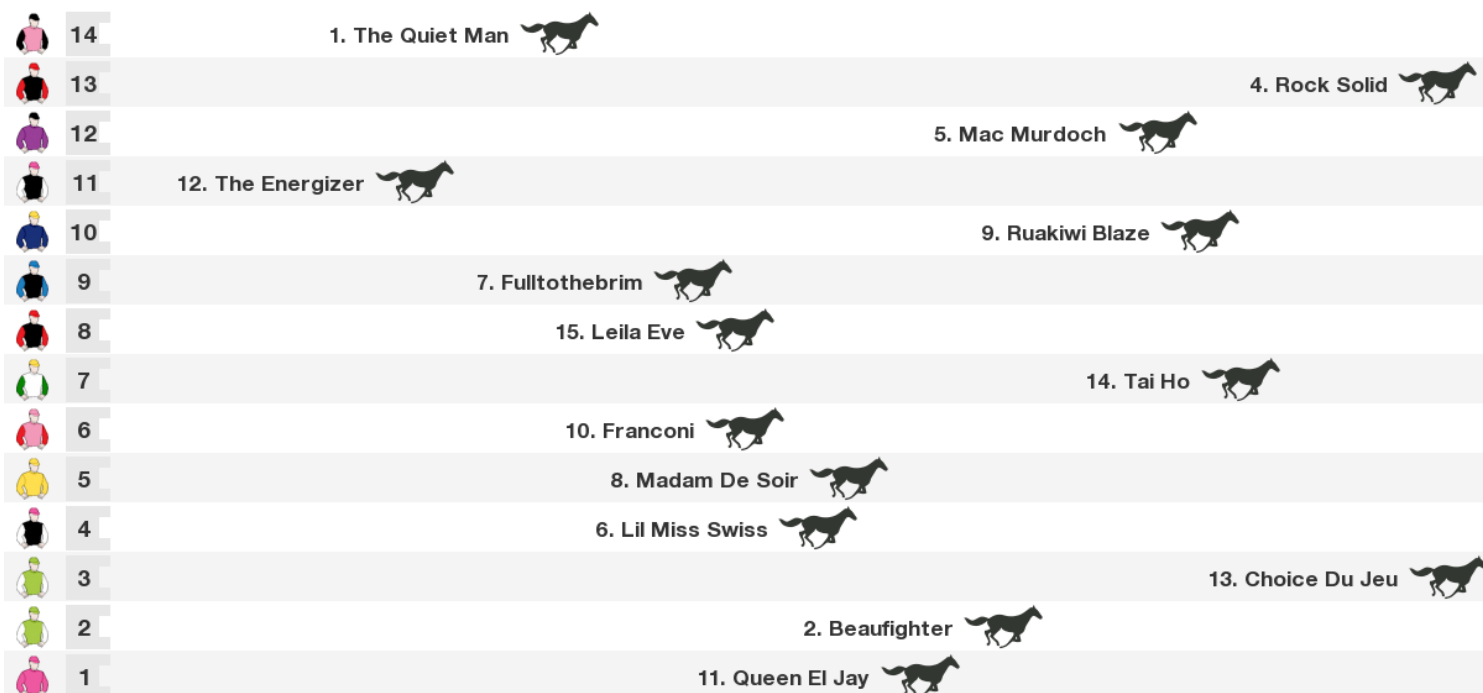 14 1. The Quiet Man
13 4. Rock Solid
12 5. Mac Murdoch
11 12. The Energizer
10 9. Ruakiwi Blaze
9 7. Fulltothebrim
8 15. Leila Eve
7 14. Tai Ho
6 10. Franconi
5 8. Madam De Soir
4 6. Lil Miss Swiss
3 13. Choice Du Jeu
2 2. Beaufighter
1 11. Queen El Jay